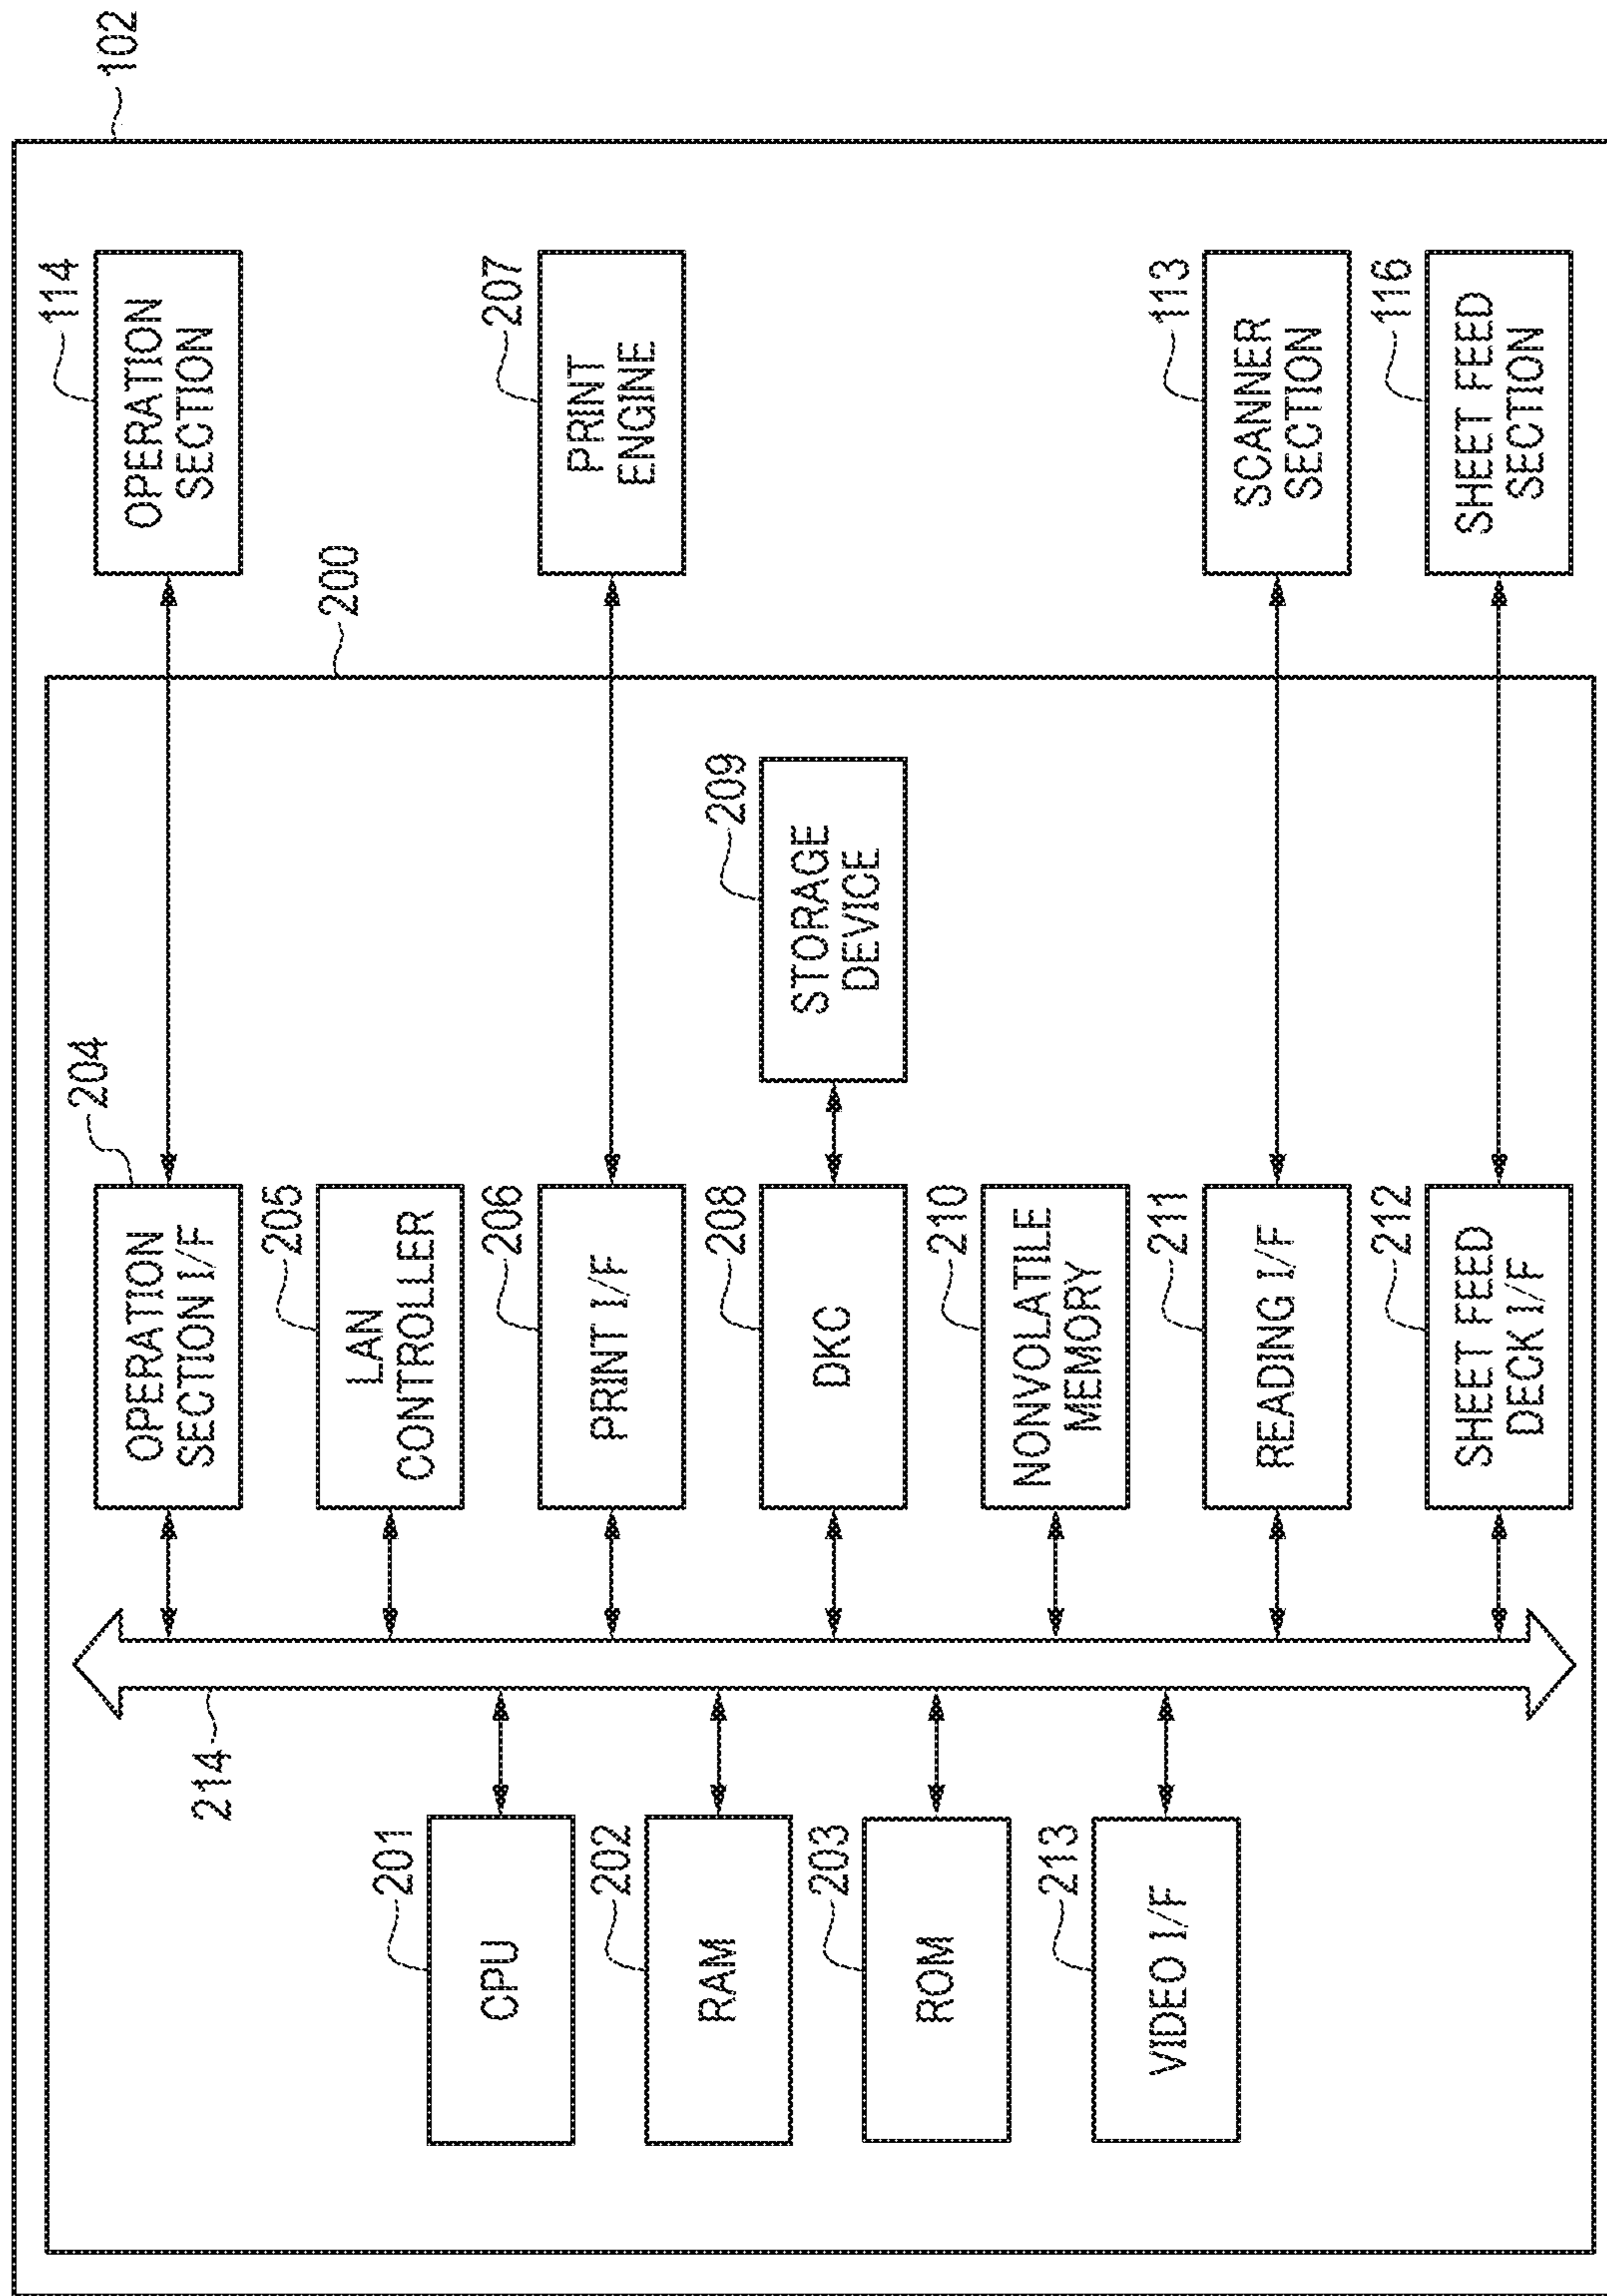 102
200
214
201
CPU
202
RAM
203
ROM
213
VIDEO I/F
204
OPERATION
SECTION I/F
205
LAN
CONTROLLER
206
PRINT I/F
208
DKC
210
NONVOLATILE
MEMORY
211
READING I/F
212
SHEET FEED
DECK I/F
209
STORAGE
DEVICE
114
OPERATION
SECTION
207
PRINT
ENGINE
113
SCANNER
SECTION
116
SHEET FEED
SECTION